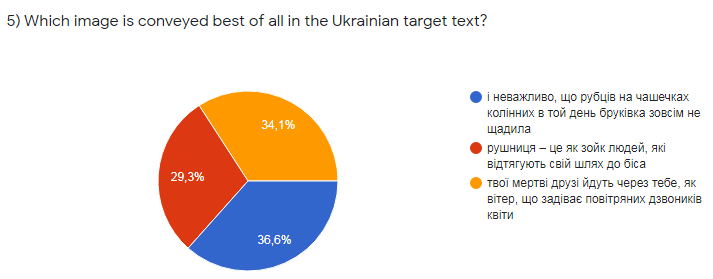 5) Which image is conveyed best of all in the Ukrainian target text?
34,1%
29,3%
36,6%
і неважливо, що рубців на чашечках
колінних в той день бруківка зовсім не
щадила
рушниця – це як зойк людей, які
відтягують свій шлях до біса
твої мертві друзі йдуть через тебе, як
вітер, що задіває повітряних дзвоників
квіти